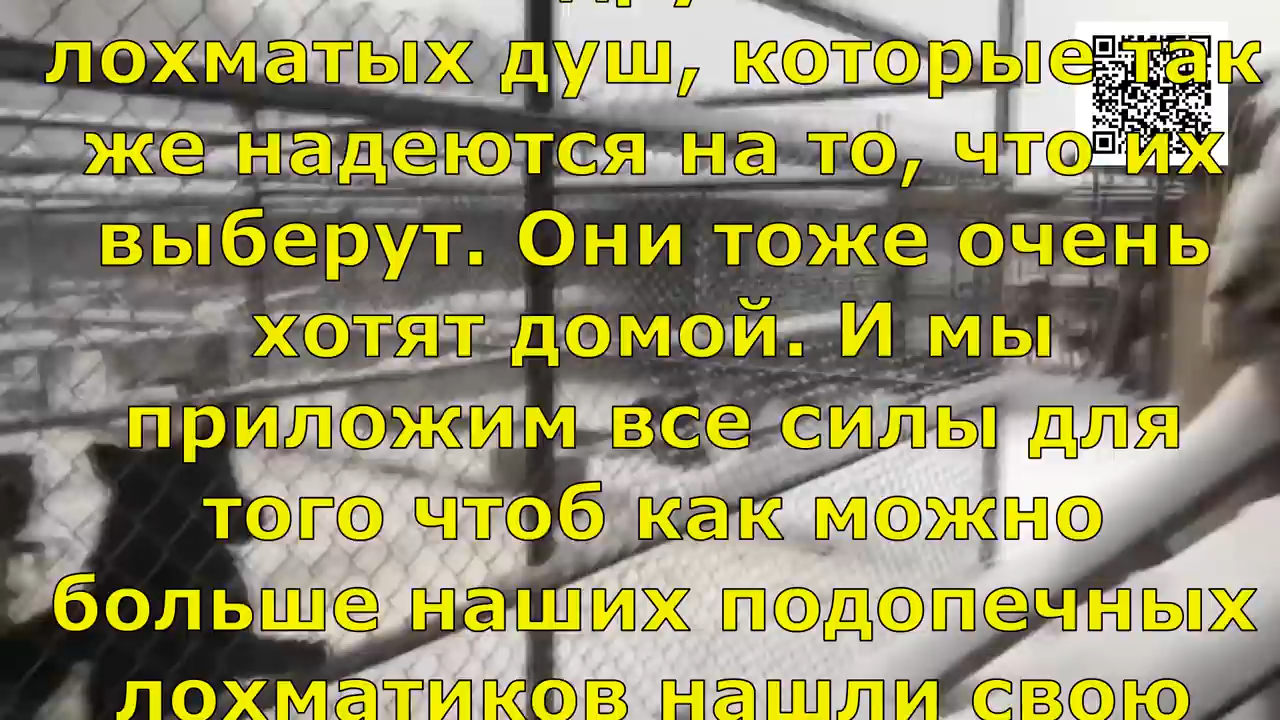 лохматых душ, которые так
же надеются на то, что их
выберут. Они тоже очень
хотят домой. И мы
приложим все силы для
того чтоб как можно
больше наших подопечных
лохматиков нашли свою